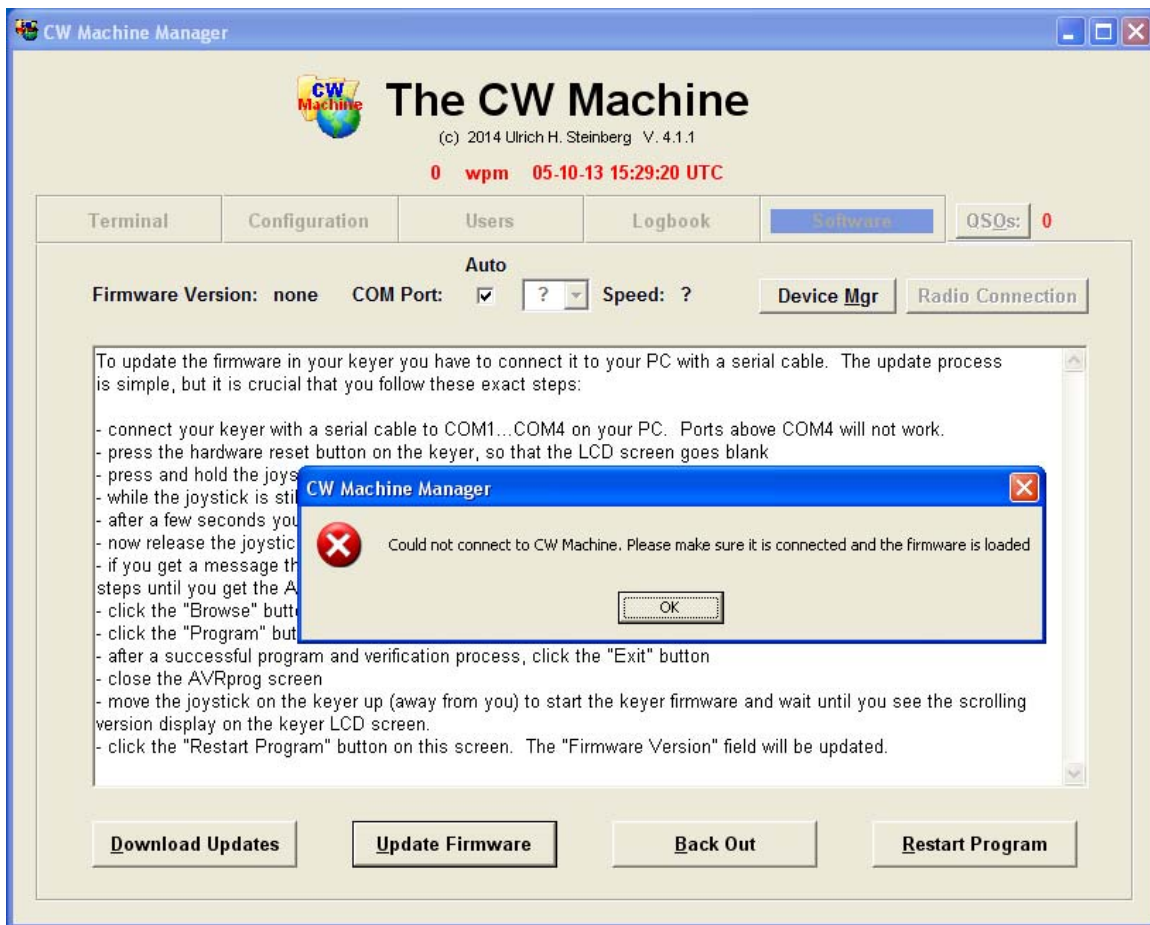 CW Machine Manager
CW Machine
The CW Machine
(c) 2014 Ulrich H. Steinberg V. 4.1.1
0 wpm 05-10-13 15:29:20 UTC
Terminal Configuration Users Logbook Software QSOs: 0
Auto
Firmware Version: none COM Port: ? Speed: ? Device Mgr Radio Connection
To update the firmware in your keyer you have to connect it to your PC with a serial cable. The update process
is simple, but it is crucial that you follow these exact steps:
- connect your keyer with a serial cable to COM1...COM4 on your PC. Ports above COM4 will not work.
- press the hardware reset button on the keyer, so that the LCD screen goes blank
- press and hold the joys
- while the joystick is stil
- after a few seconds you
- now release the joystic
- if you get a message th
steps until you get the A
- click the "Browse" butt
- click the "Program" but
CW Machine Manager
Could not connect to CW Machine. Please make sure it is connected and the firmware is loaded
OK
- after a successful program and verification process, click the "Exit" button
- close the AVRprog screen
- move the joystick on the keyer up (away from you) to start the keyer firmware and wait until you see the scrolling
version display on the keyer LCD screen.
- click the "Restart Program" button on this screen. The "Firmware Version" field will be updated.
Download Updates Update Firmware Back Out Restart Program